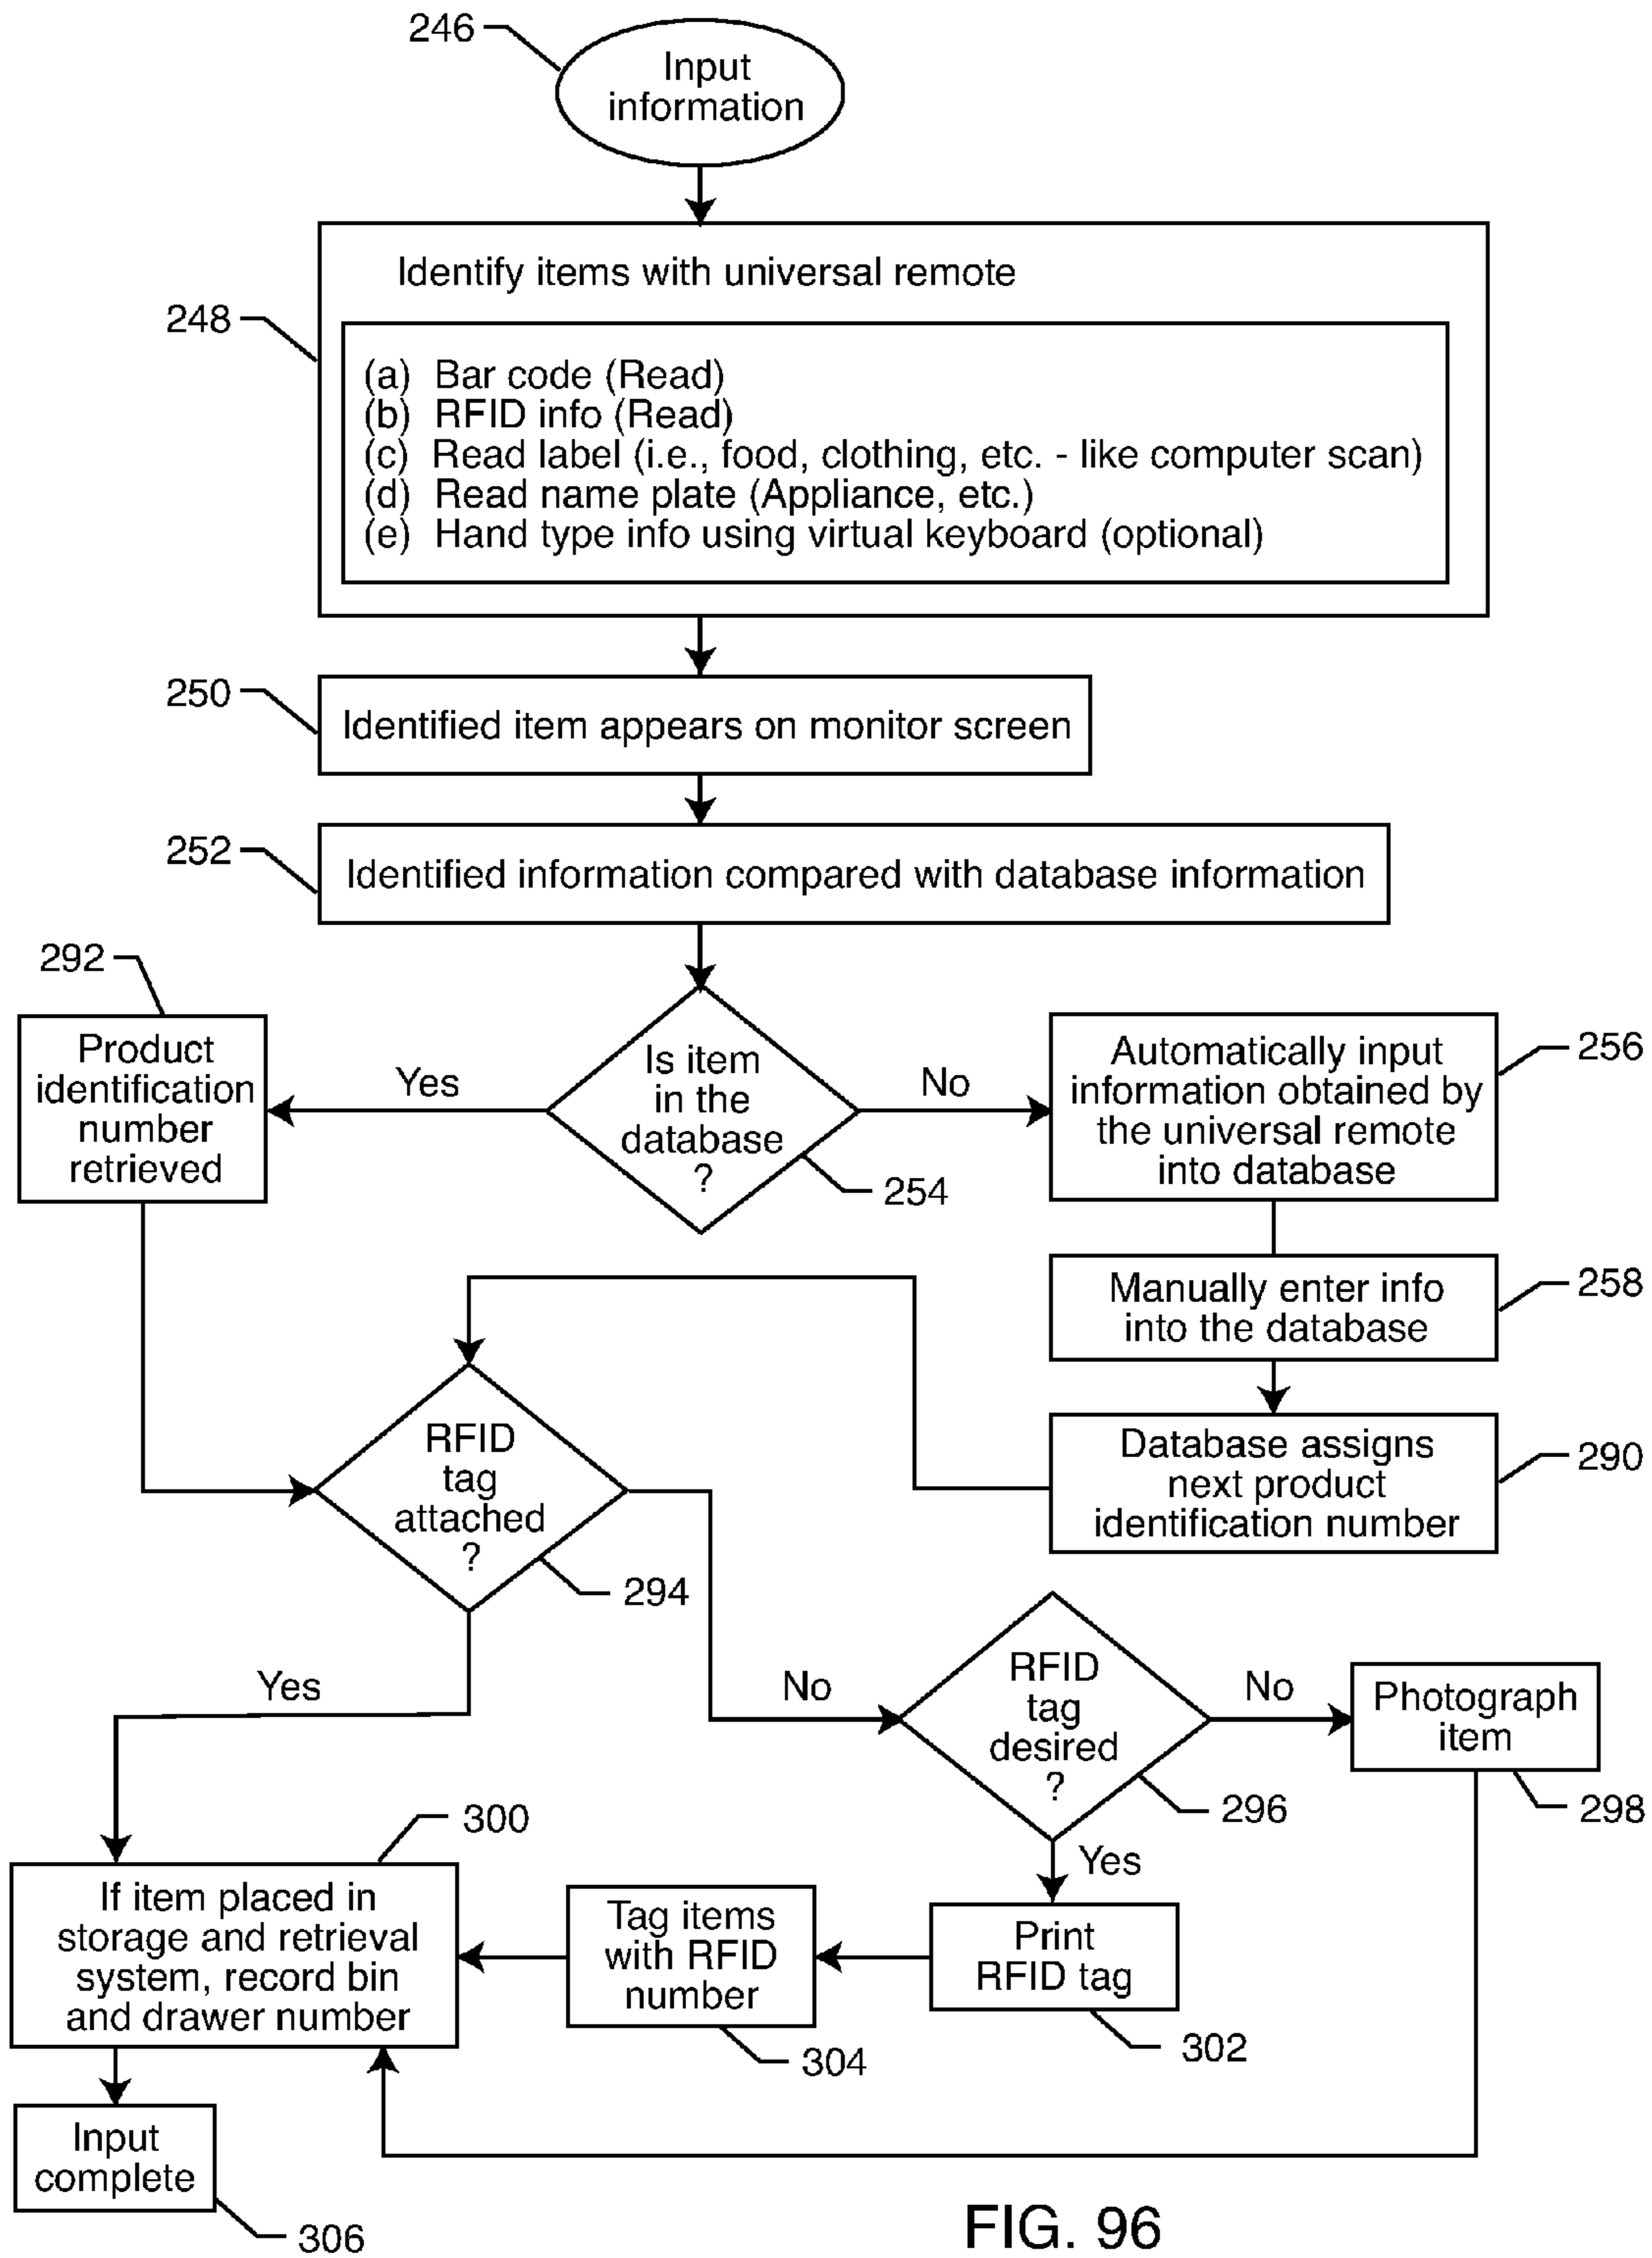 246
Input
information
248
Identify items with universal remote
(a) Bar code (Read)
(b) RFID info (Read)
(c) Read label (i.e., food, clothing, etc. - like computer scan)
(d) Read name plate (Appliance, etc.)
(e) Hand type info using virtual keyboard (optional)
250
Identified item appears on monitor screen
252
Identified information compared with database information
292
Product
identification
number
retrieved
Yes
Is item
in the
database
?
254
No
Automatically input
information obtained by
the universal remote
into database
256
Manually enter info
into the database
258
Database assigns
next product
identification number
290
RFID
tag
attached
?
294
Yes
No
RFID
tag
desired
?
296
No
Photograph
item
298
Yes
300
If item placed in
storage and retrieval
system, record bin
and drawer number
Tag items
with RFID
number
304
Print
RFID tag
302
Input
complete
306
FIG. 96